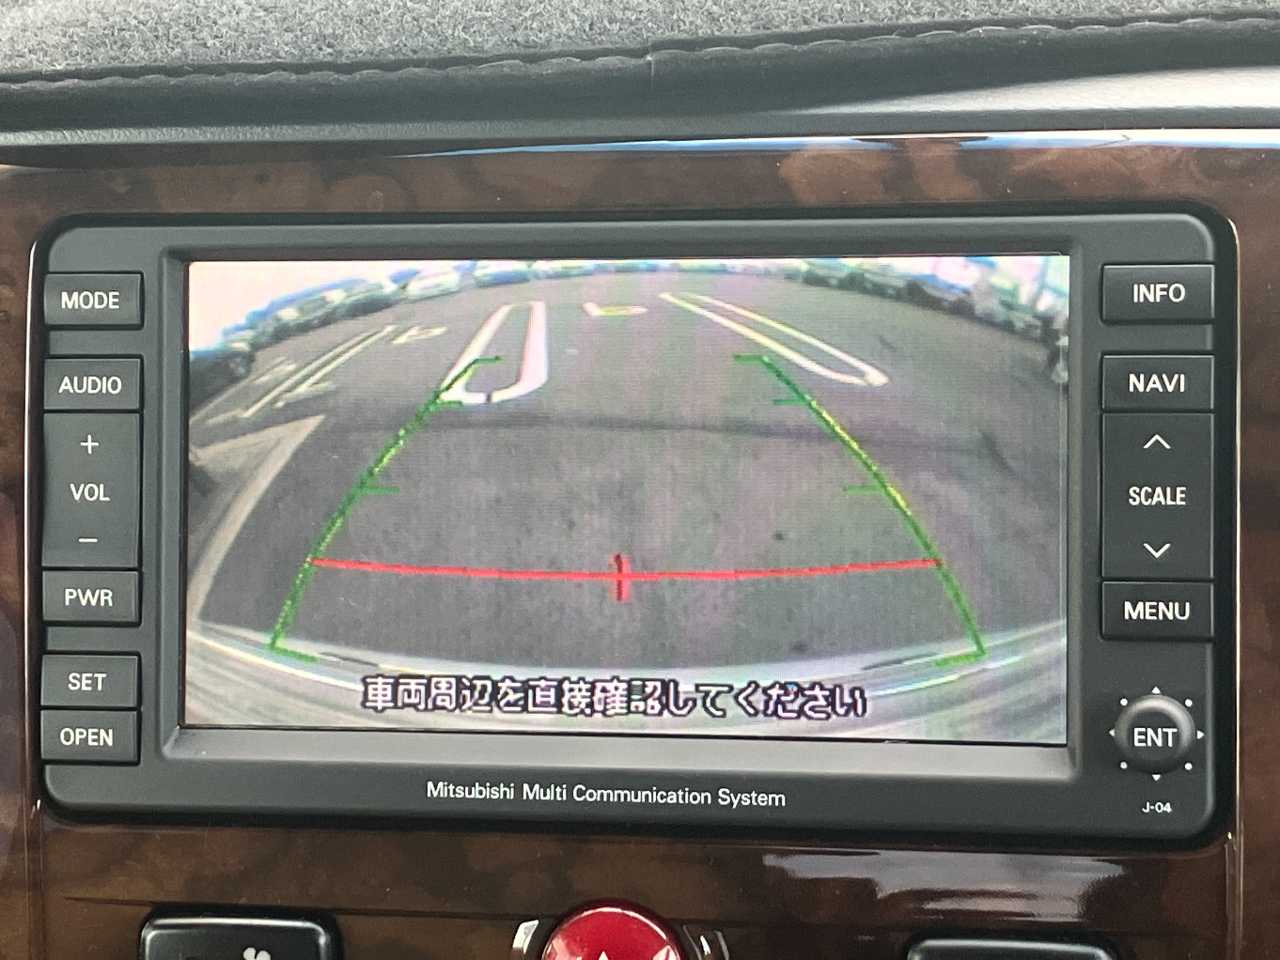 MODE
AUDIO
+
VOL
−
PWR
SET
OPEN
車両周辺を直接確認してください
Mitsubishi Multi Communication System
INFO
NAVI
SCALE
MENU
ENT
J-04